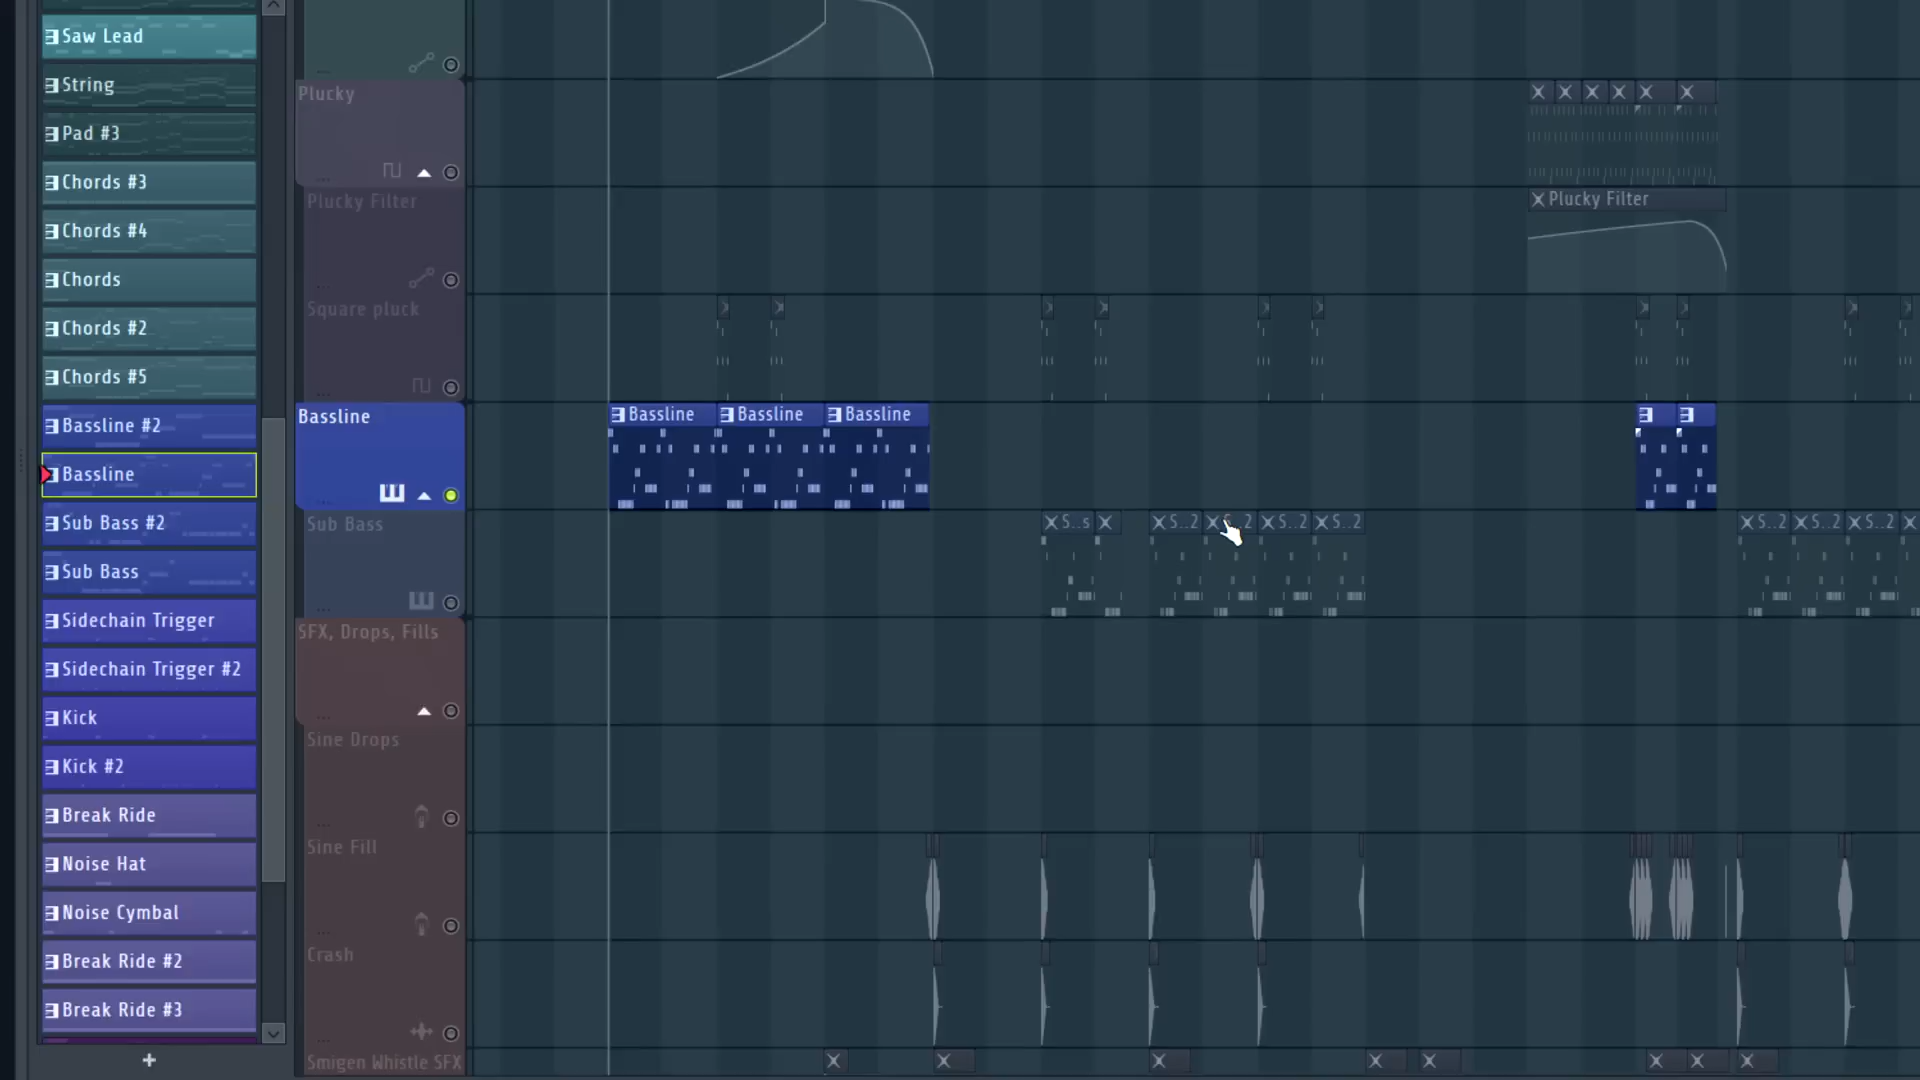 Saw Lead
String
Pad #3
Chords #3
Chords #4
Chords
Chords #2
Chords #5
Bassline #2
Bassline
Sub Bass #2
Sub Bass
Sidechain Trigger
Sidechain Trigger #2
Kick
Kick #2
Break Ride
Noise Hat
Noise Cymbal
Break Ride #2
Break Ride #3
+
...
Plucky
...
Plucky Filter
...
Plucky Filter
Square pluck
...
Bassline
...
Bassline Bassline Bassline
Sub Bass
...
S..s S..2 S..2 S..2 S..2 S..2 S..2
SFX, Drops, Fills
...
Sine Drops
...
Sine Fill
...
Crash
...
Smigen Whistle SFX